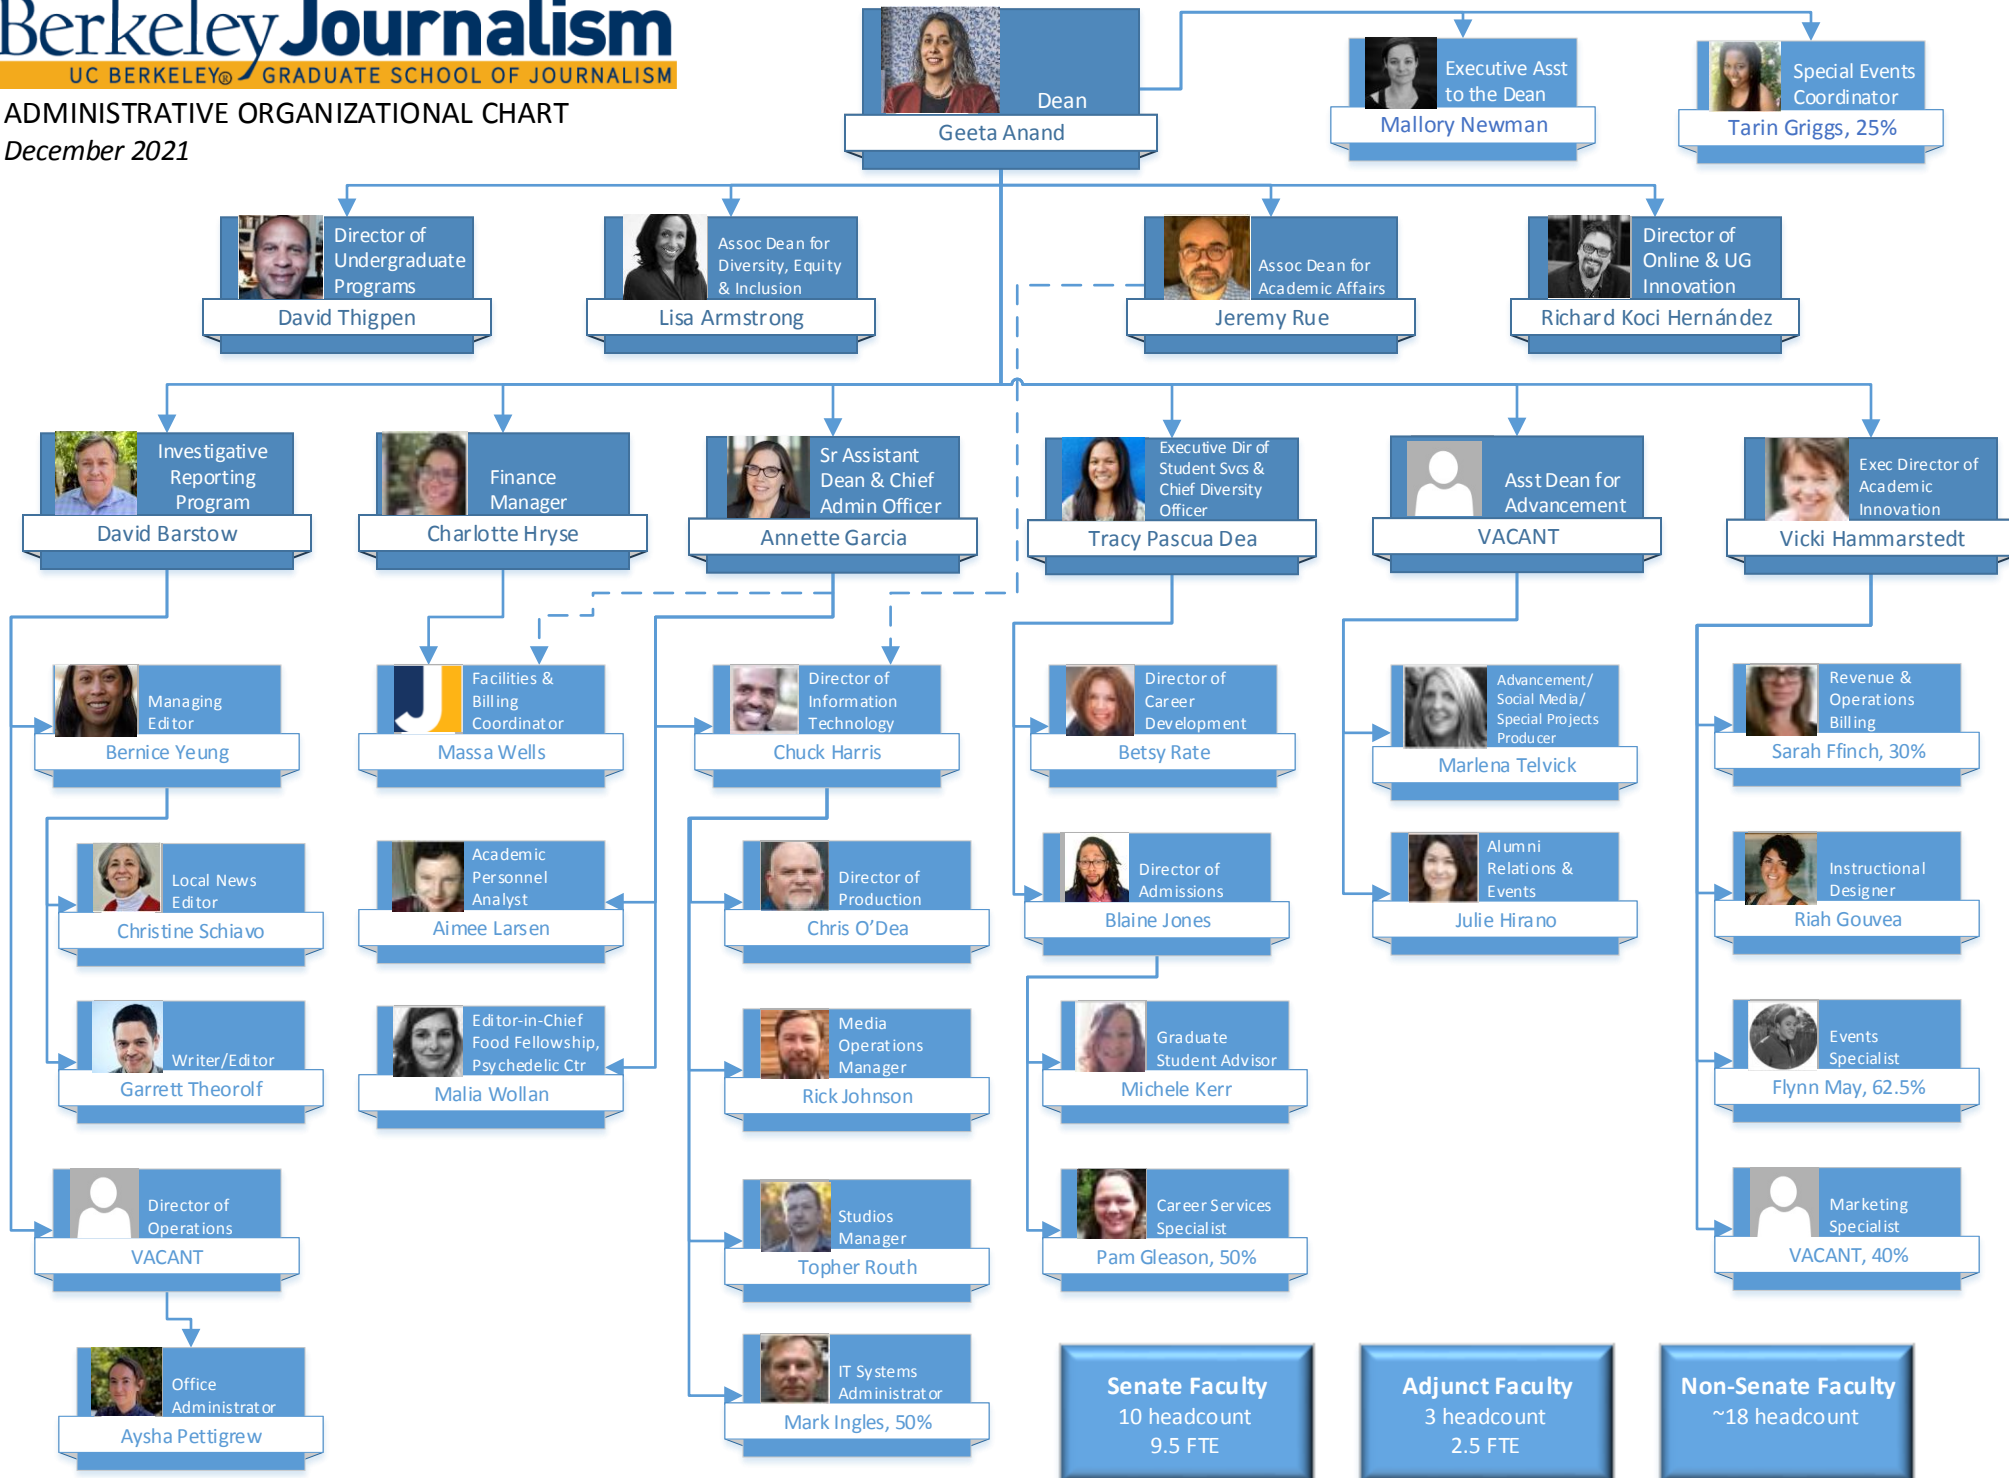 Berkeley Journalism
UC BERKELEY® GRADUATE SCHOOL OF JOURNALISM
ADMINISTRATIVE ORGANIZATIONAL CHART
December 2021
Dean
Geeta Anand
Executive Asst
to the Dean
Mallory Newman
Special Events
Coordinator
Tarin Griggs, 25%
Director of
Undergraduate
Programs
David Thigpen
Assoc Dean for
Diversity, Equity
& Inclusion
Lisa Armstrong
Assoc Dean for
Academic Affairs
Jeremy Rue
Director of
Online & UG
Innovation
Richard Koci Hernández
Investigative
Reporting
Program
David Barstow
Finance
Manager
Charlotte Hryse
Sr Assistant
Dean & Chief
Admin Officer
Annette Garcia
Executive Dir of
Student Svcs &
Chief Diversity
Officer
Tracy Pascua Dea
Asst Dean for
Advancement
VACANT
Exec Director of
Academic
Innovation
Vicki Hammarstedt
Managing
Editor
Bernice Yeung
Facilities &
Billing
Coordinator
Massa Wells
Director of
Information
Technology
Chuck Harris
Director of
Career
Development
Betsy Rate
Advancement/
Social Media/
Special Projects
Producer
Marlena Telvick
Revenue &
Operations
Billing
Sarah Ffinch, 30%
Local News
Editor
Christine Schiavo
Academic
Personnel
Analyst
Aimee Larsen
Director of
Production
Chris O’Dea
Director of
Admissions
Blaine Jones
Alumni
Relations &
Events
Julie Hirano
Instructional
Designer
Riah Gouvea
Writer/Editor
Garrett Theorolf
Editor-in-Chief
Food Fellowship,
Psychedelic Ctr
Malia Wollan
Media
Operations
Manager
Rick Johnson
Graduate
Student Advisor
Michele Kerr
Events
Specialist
Flynn May, 62.5%
Director of
Operations
VACANT
Studios
Manager
Topher Routh
Career Services
Specialist
Pam Gleason, 50%
Marketing
Specialist
VACANT, 40%
Office
Administrator
Aysha Pettigrew
IT Systems
Administrator
Mark Ingles, 50%
Senate Faculty
10 headcount
9.5 FTE
Adjunct Faculty
3 headcount
2.5 FTE
Non-Senate Faculty
~18 headcount